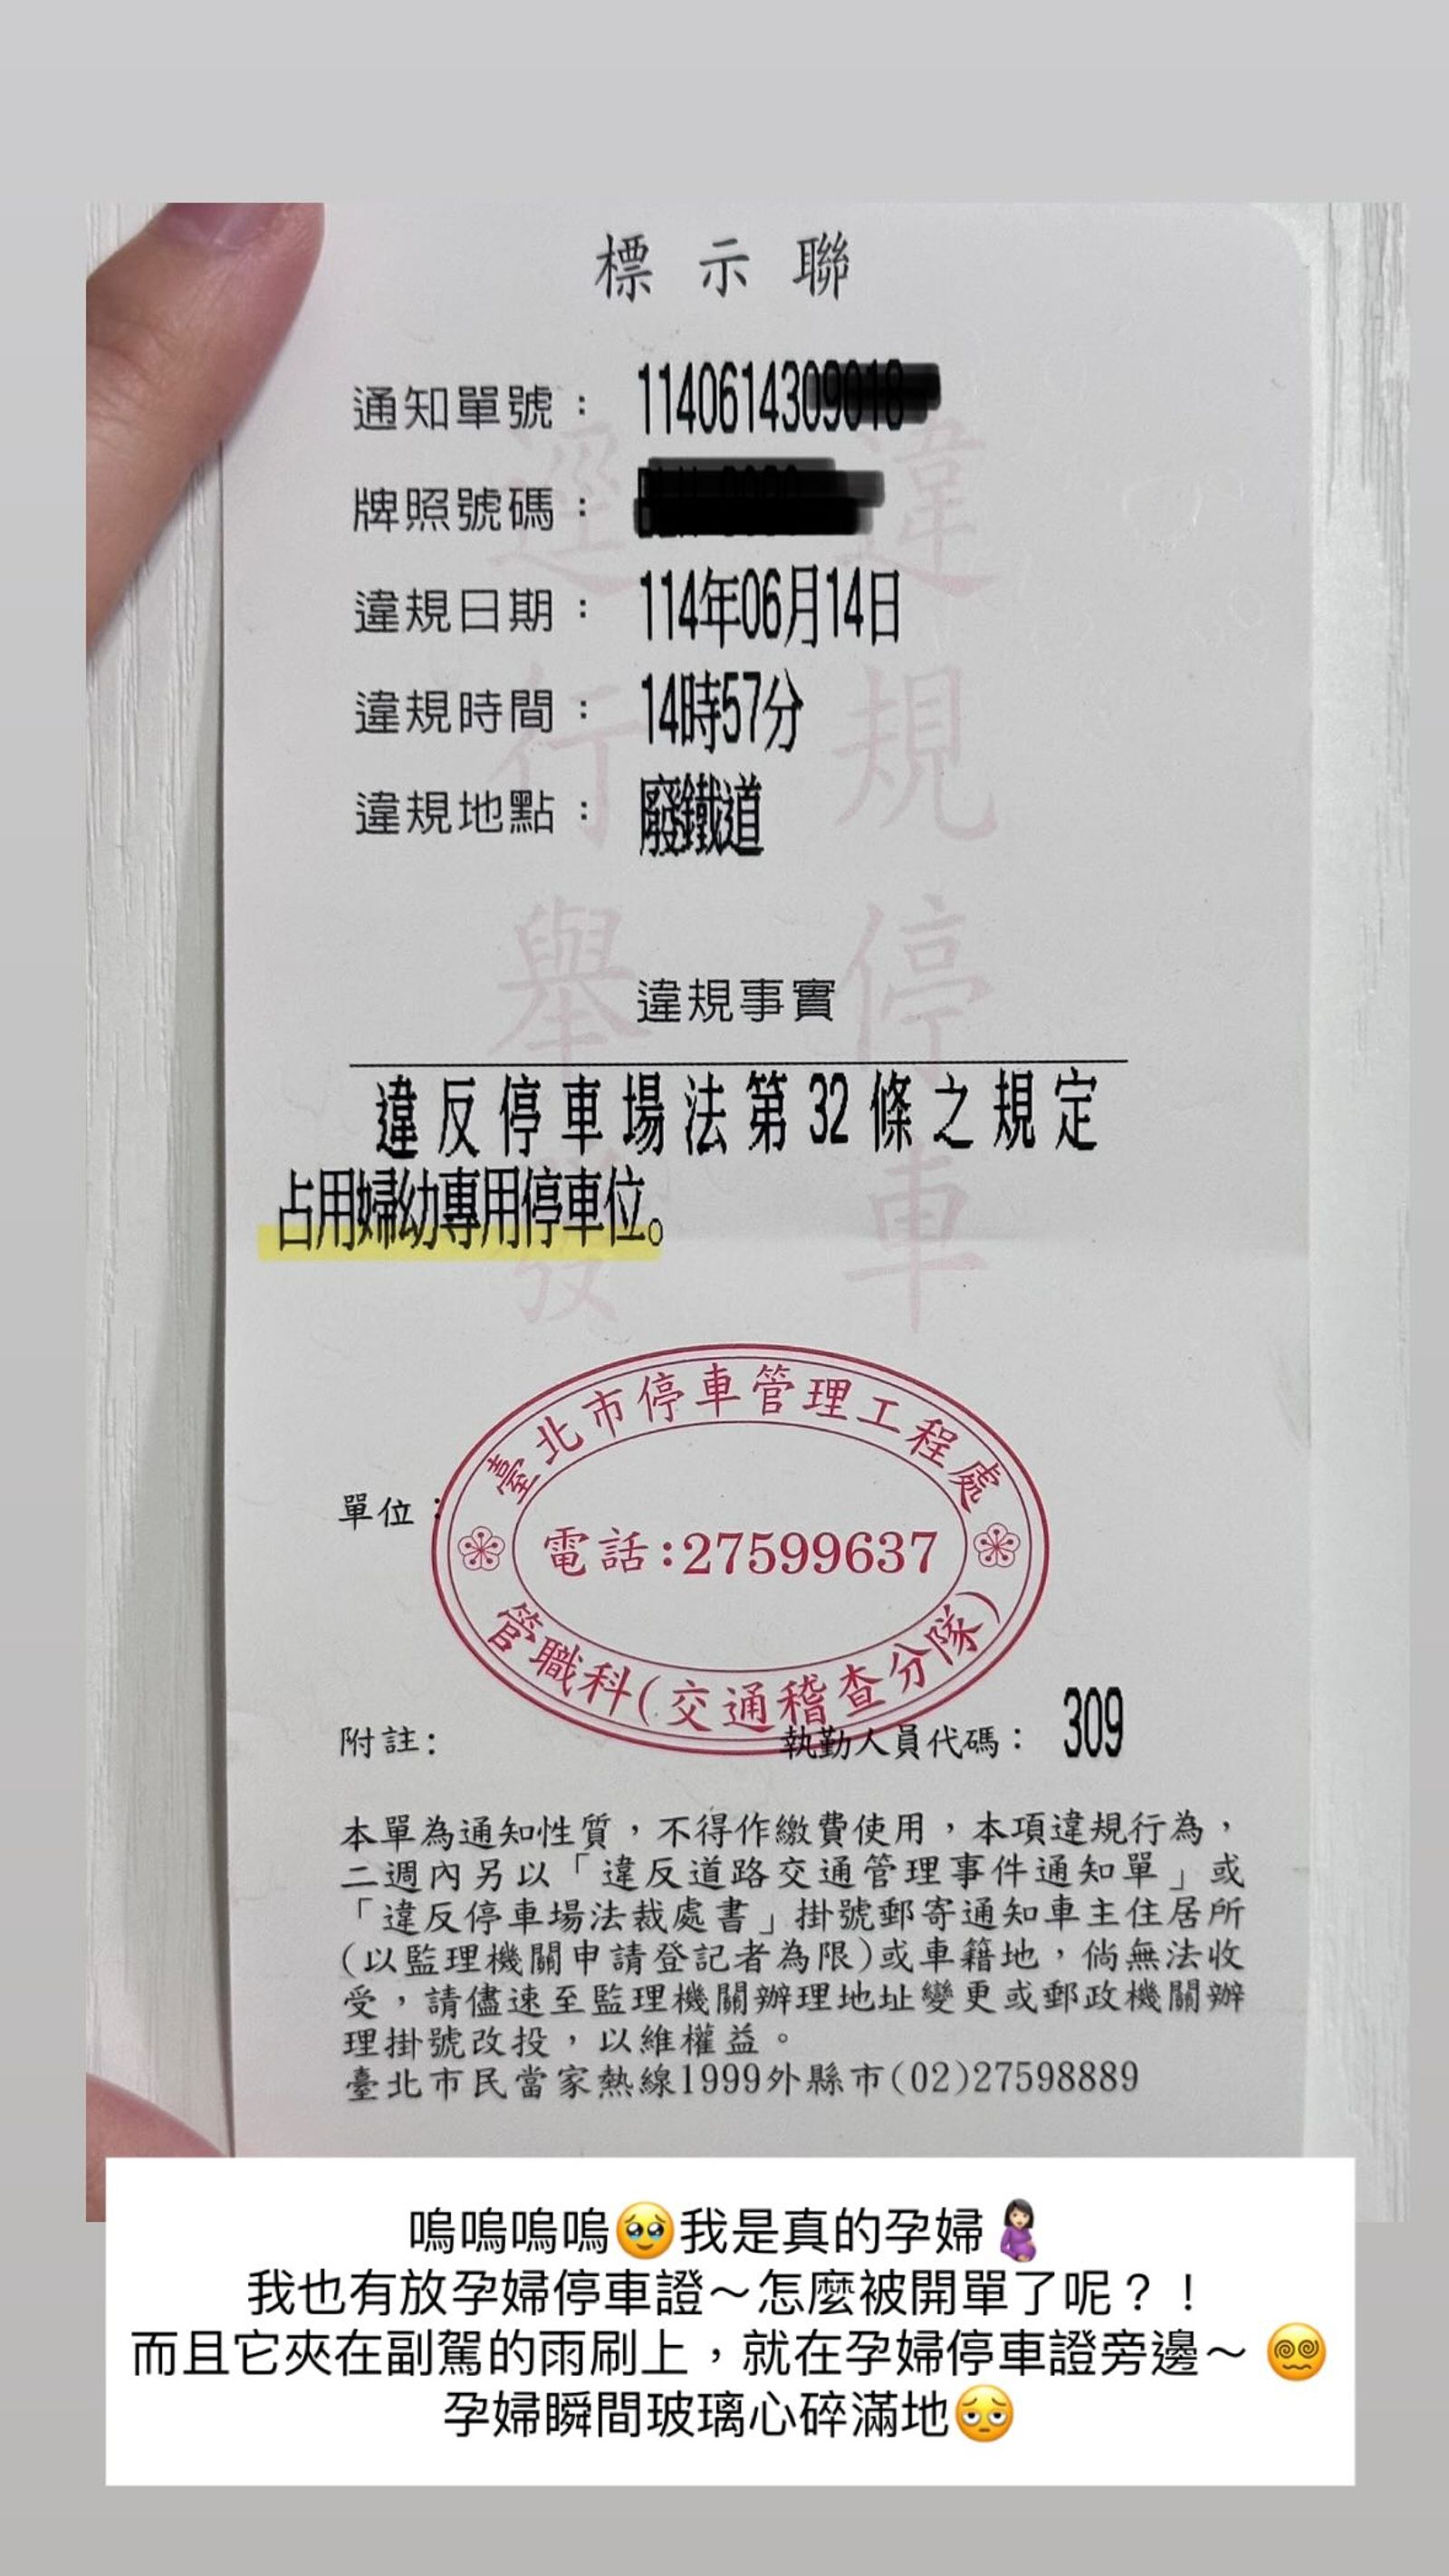 標示聯
通知單號：1140614309018
牌照號碼：
違規日期：114年06月14日
違規時間：14時57分
違規地點：廢鐵道
違規停車
逕行舉發
違規事實
違反停車場法第32條之規定
占用婦幼專用停車位。
單位：
臺北市停車管理工程處
電話:27599637
管職科(交通稽查分隊)
附註:
執勤人員代碼：309
本單為通知性質，不得作繳費使用，本項違規行為，
二週內另以「違反道路交通管理事件通知單」或
「違反停車場法裁處書」掛號郵寄通知車主住居所
(以監理機關申請登記者為限)或車籍地，倘無法收
受，請儘速至監理機關辦理地址變更或郵政機關辦
理掛號改投，以維權益。
臺北市民當家熱線1999外縣市(02)27598889
嗚嗚嗚嗚🥹我是真的孕婦🤰🏻
我也有放孕婦停車證～怎麼被開單了呢？！
而且它夾在副駕的雨刷上，就在孕婦停車證旁邊～😵‍💫
孕婦瞬間玻璃心碎滿地😔